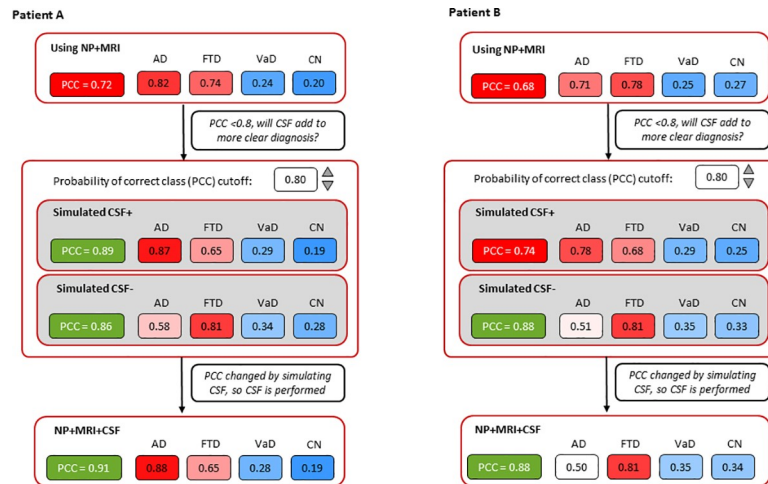 Patient A
Using NP+MRI
AD FTD VaD CN
PCC = 0.72 0.82 0.74 0.24 0.20
PCC <0.8, will CSF add to
more clear diagnosis?
Probability of correct class (PCC) cutoff: 0.80
Simulated CSF+
AD FTD VaD CN
PCC = 0.89 0.87 0.65 0.29 0.19
Simulated CSF-
AD FTD VaD CN
PCC = 0.86 0.58 0.81 0.34 0.28
PCC changed by simulating
CSF, so CSF is performed
NP+MRI+CSF
AD FTD VaD CN
PCC = 0.91 0.88 0.65 0.28 0.19
Patient B
Using NP+MRI
AD FTD VaD CN
PCC = 0.68 0.71 0.78 0.25 0.27
PCC <0.8, will CSF add to
more clear diagnosis?
Probability of correct class (PCC) cutoff: 0.80
Simulated CSF+
AD FTD VaD CN
PCC = 0.74 0.78 0.68 0.29 0.25
Simulated CSF-
AD FTD VaD CN
PCC = 0.88 0.51 0.81 0.35 0.33
PCC changed by simulating
CSF, so CSF is performed
NP+MRI+CSF
AD FTD VaD CN
PCC = 0.88 0.50 0.81 0.35 0.34